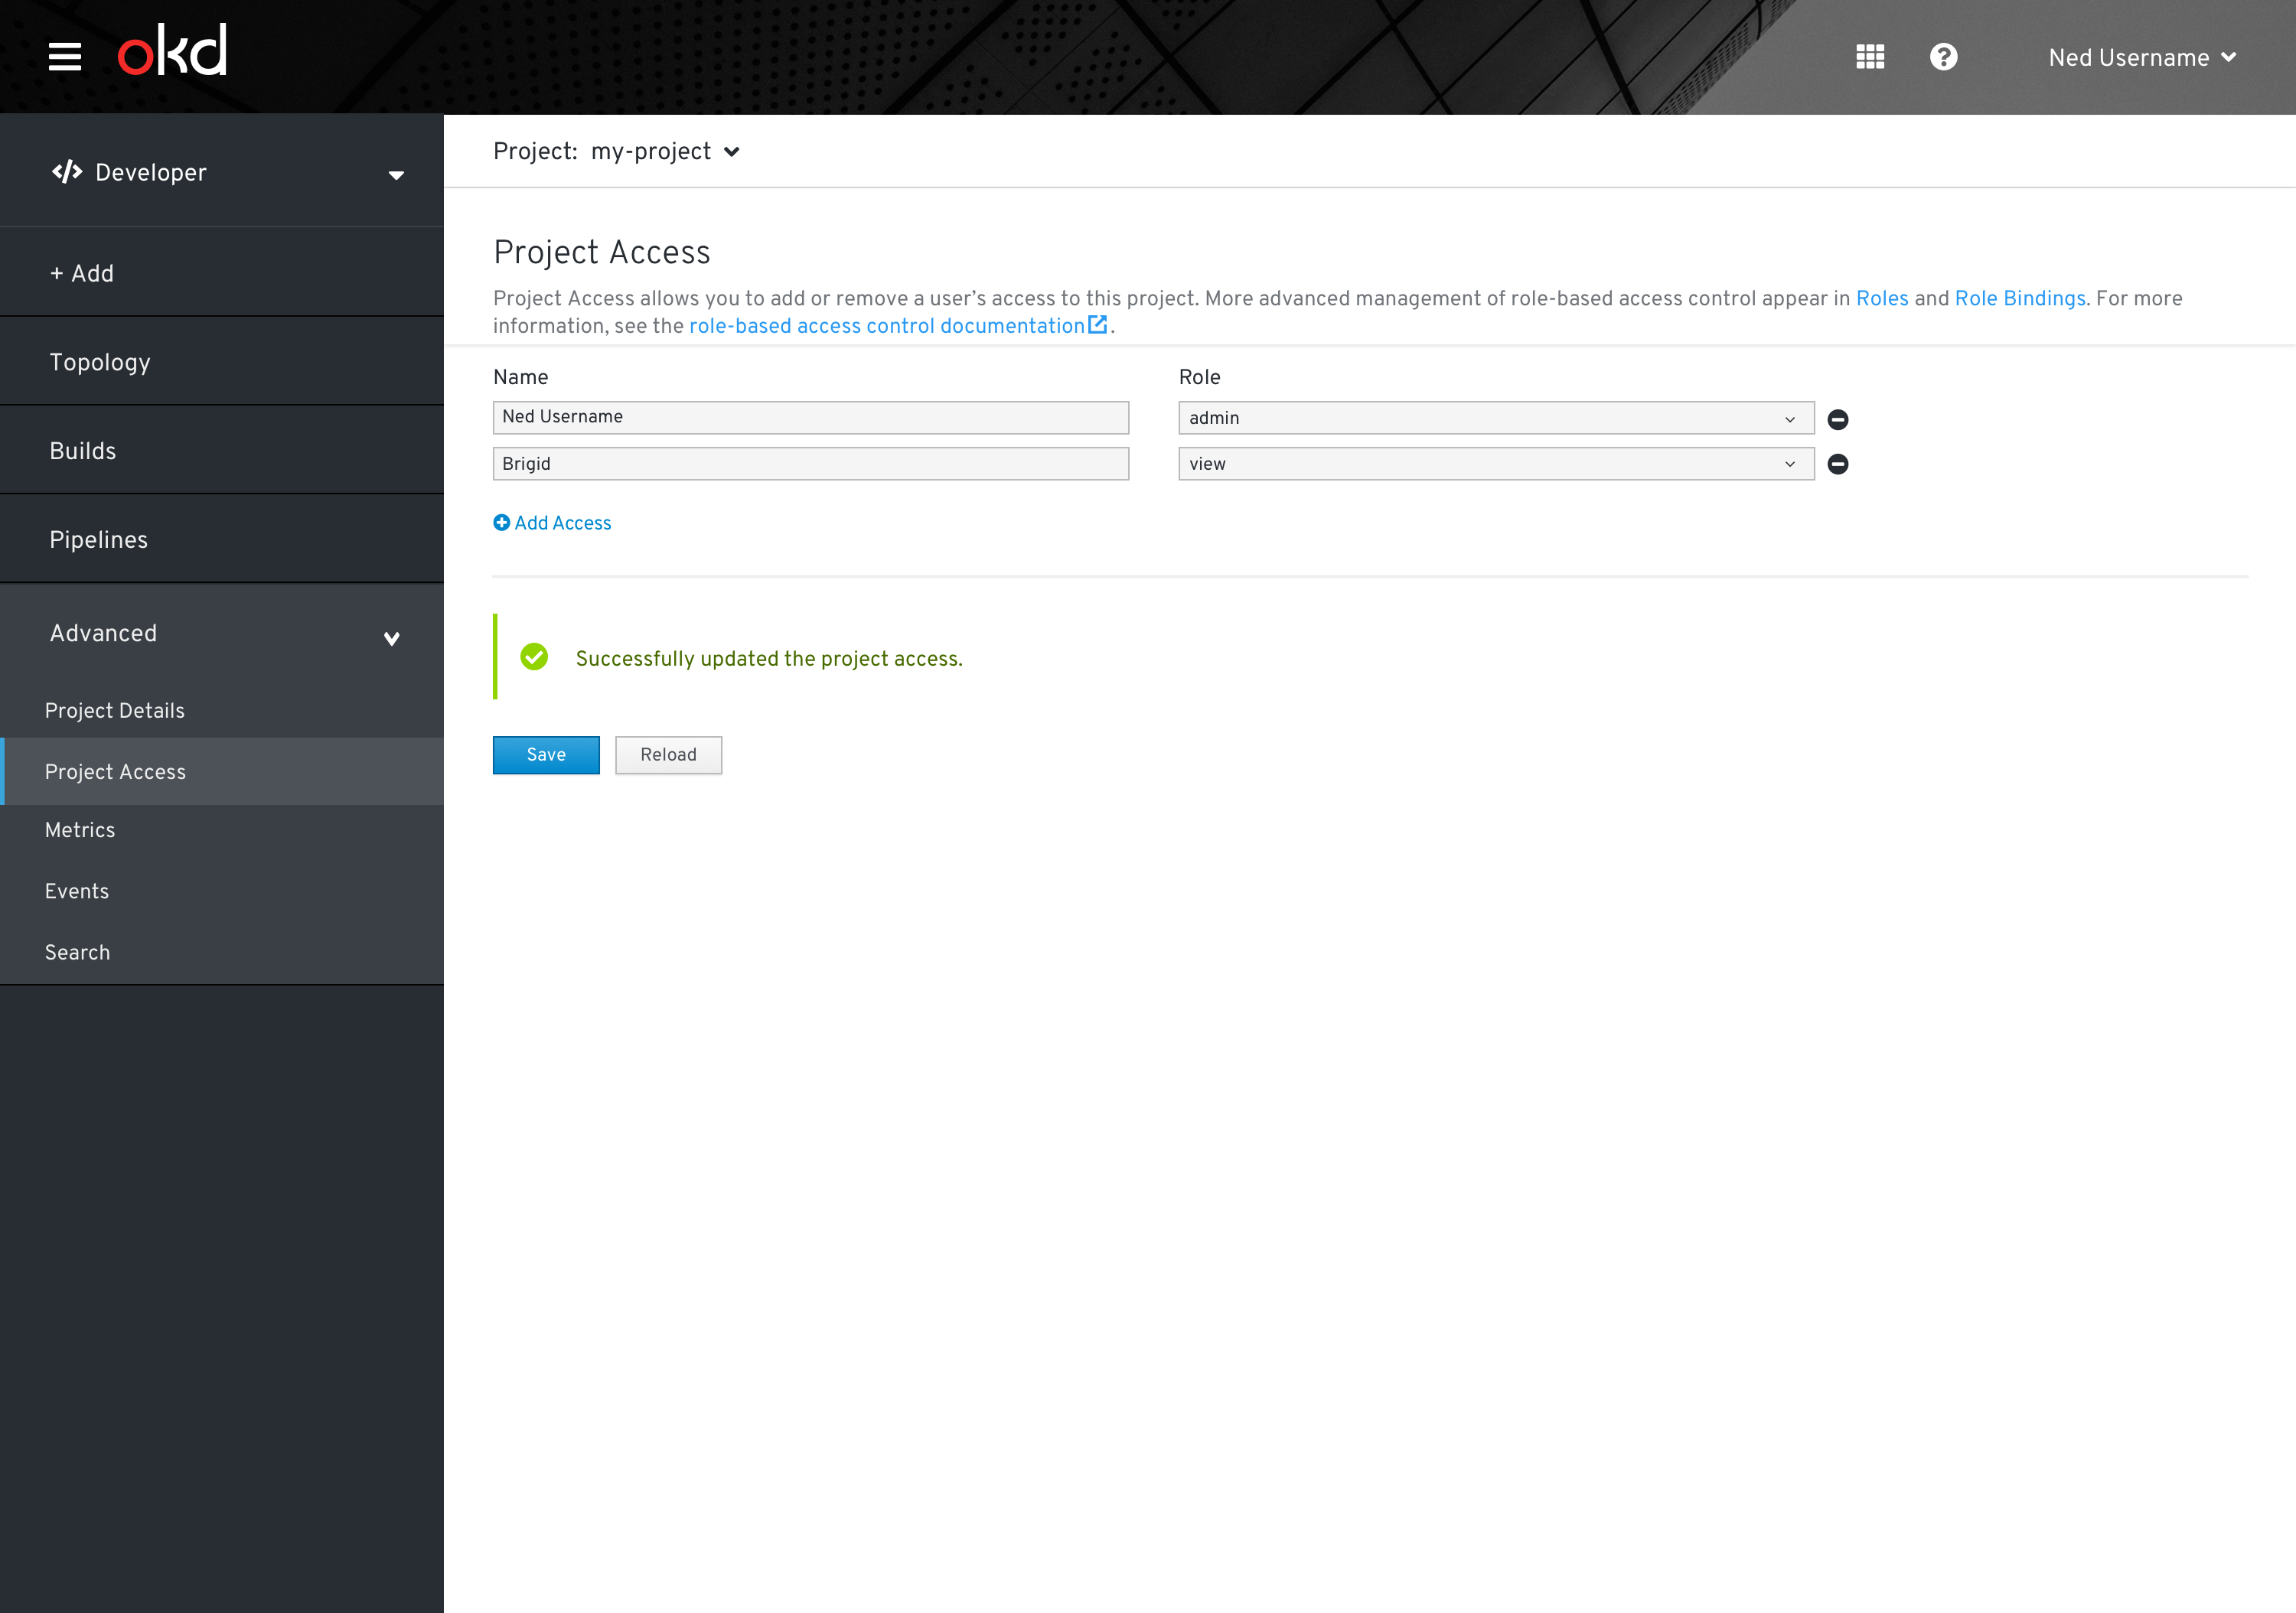 okd
Ned Username
Developer
Project: my-project
+ Add
Topology
Builds
Pipelines
Advanced
Project Details
Project Access
Metrics
Events
Search
Project Access
Project Access allows you to add or remove a user’s access to this project. More advanced management of role-based access control appear in Roles and Role Bindings. For more
information, see the role-based access control documentation.
Name Role
Ned Username admin
Brigid view
Add Access
Successfully updated the project access.
Save Reload